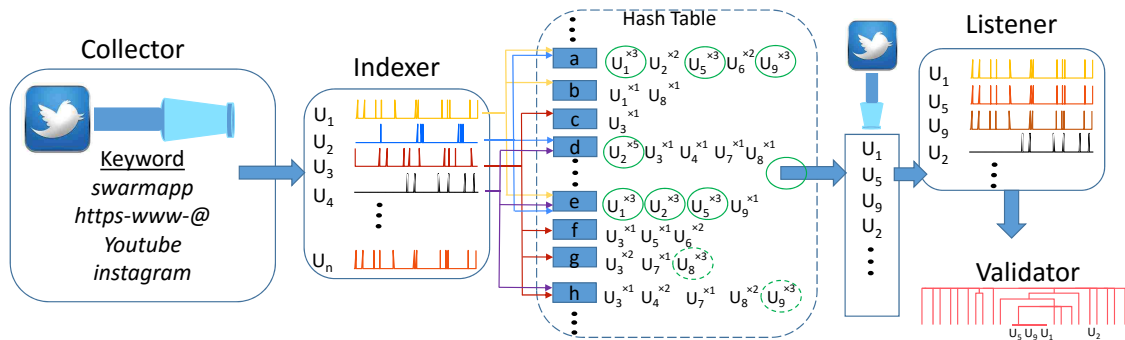 Collector
Keyword
swarmapp
https-www-@
Youtube
instagram
Indexer
U1
U2
U3
U4
Un
Hash Table
a U1×3 U2×2 U5×3 U6×2 U9×3
b U1×1 U8×1
c U3×1
d U2×5 U3×1 U4×1 U7×1 U8×1
e U1×3 U2×3 U5×3 U9×1
f U3×1 U5×1 U6×2
g U3×2 U7×1 U8×3
h U3×1 U4×2 U7×1 U8×2 U9×3
U1
U5
U9
U2
Listener
U1
U5
U9
U2
Validator
U5 U9 U1 U2